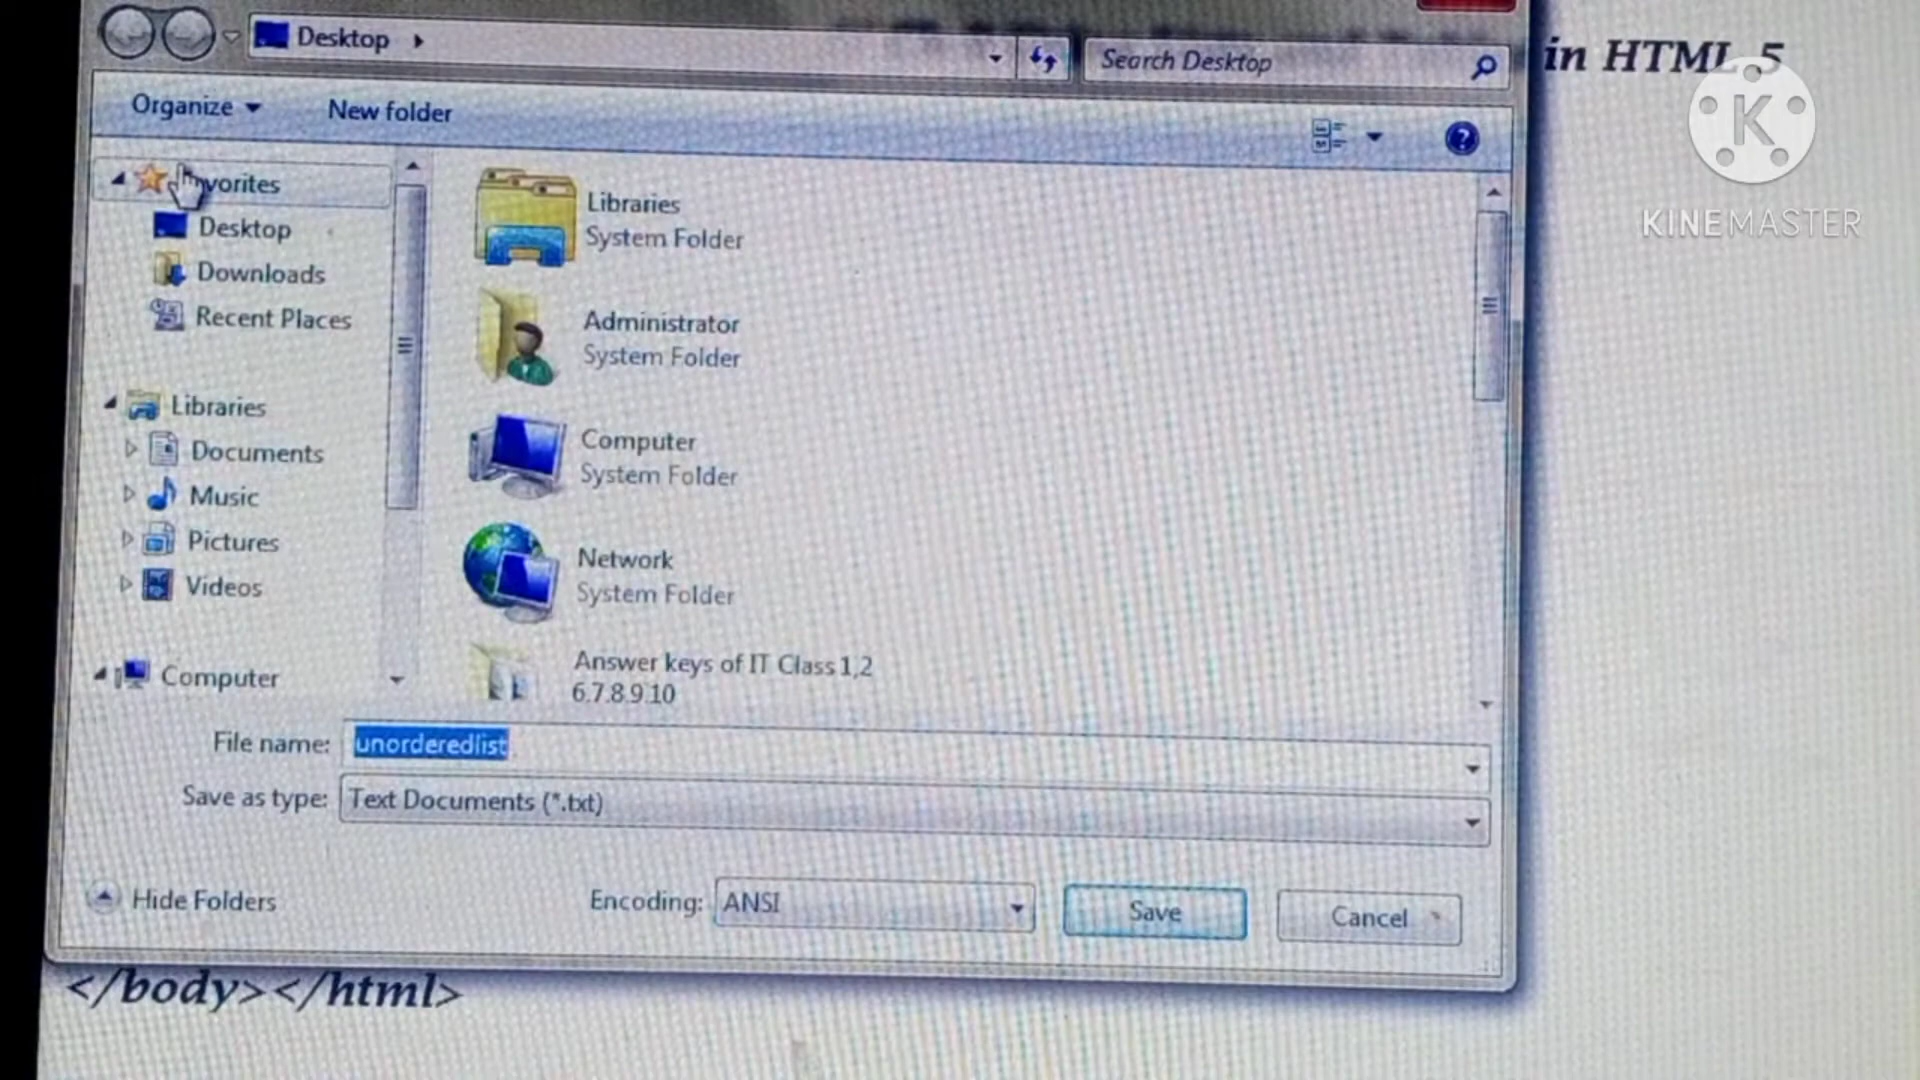 Desktop
Search Desktop
in HTML 5
K
KINEMASTER
Organize
New folder
Desktop
Downloads
Recent Places
Libraries
Documents
Music
Pictures
Videos
Computer
Libraries
System Folder
Administrator
System Folder
Computer
System Folder
Network
System Folder
Answer keys of IT Class 1,2
6.7.8.9.10
File name: unorderedlist
Save as type: Text Documents (*.txt)
Hide Folders
Encoding: ANSI
Save
Cancel
</body></html>